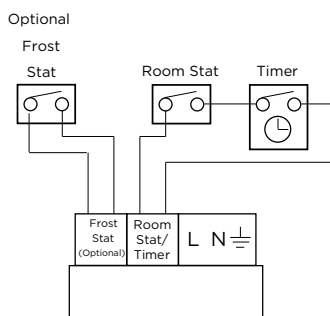 Optional
Frost
Stat
Room Stat
Timer
Frost
Stat
(Optional)
Room
Stat/
Timer
L N